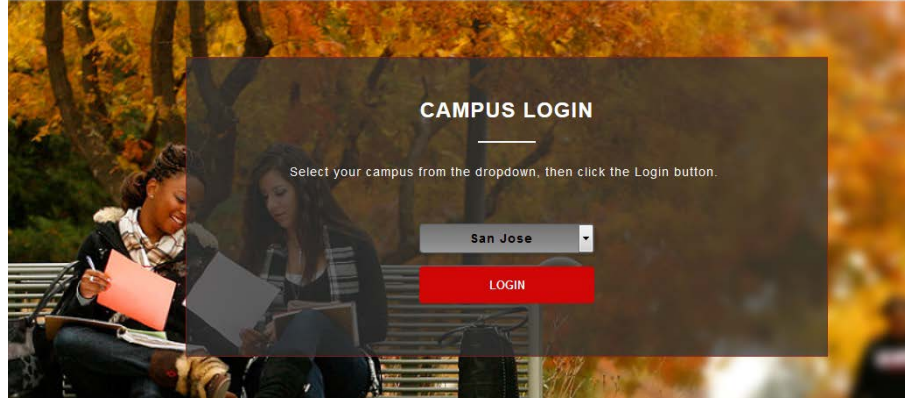 CAMPUS LOGIN
Select your campus from the dropdown, then click the Login button.
San Jose
LOGIN